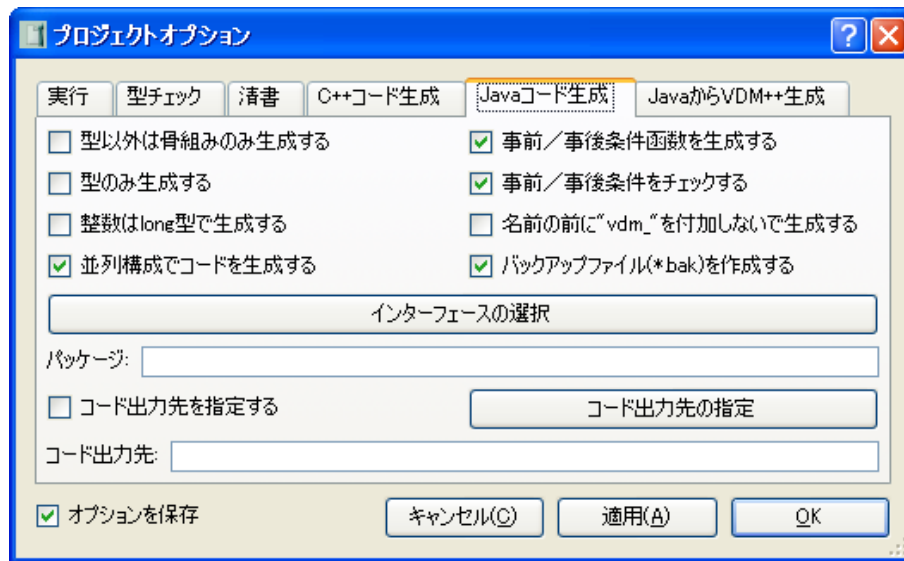 プロジェクトオプション
実行 型チェック 清書 C++コード生成 Javaコード生成 JavaからVDM++生成
型以外は骨組みのみ生成する 事前／事後条件函数を生成する
型のみ生成する 事前／事後条件をチェックする
整数はlong型で生成する 名前の前に"vdm_"を付加しないで生成する
並列構成でコードを生成する バックアップファイル(*.bak)を作成する
インターフェースの選択
パッケージ:
コード出力先を指定する コード出力先の指定
コード出力先:
オプションを保存 キャンセル(C) 適用(A) OK